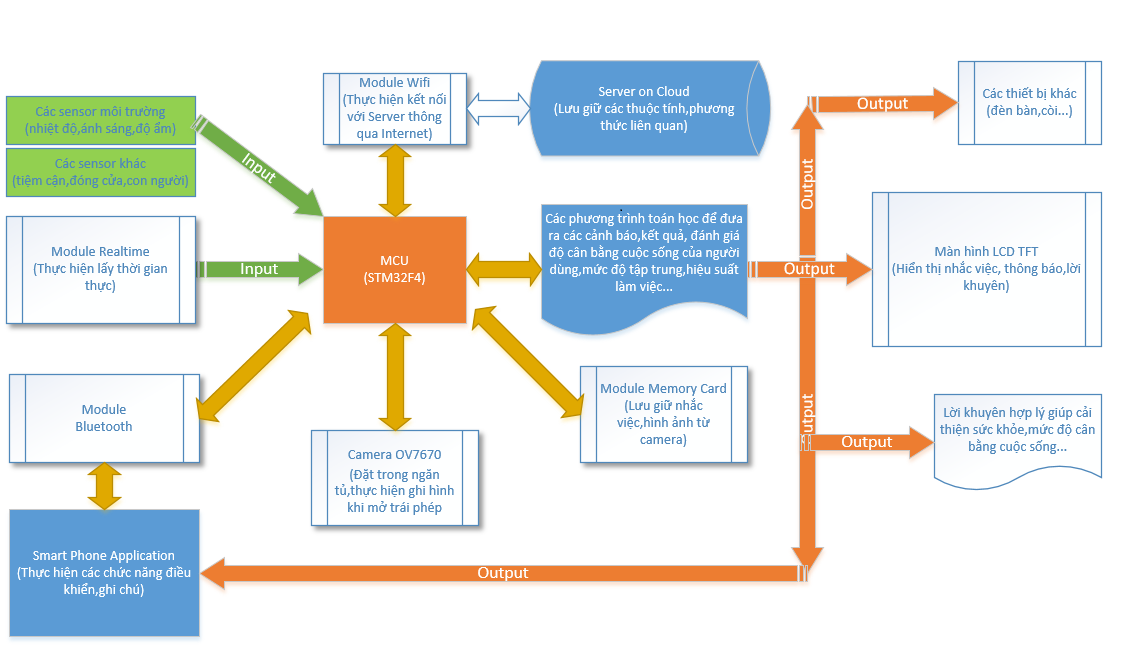 Module Wifi
(Thực hiện kết nối
với Server thông
qua Internet)
Server on Cloud
(Lưu giữ các thuộc tính,phương
thức liên quan)
Output
Các thiết bị khác
(đèn bàn,còi...)
Các sensor môi trường
(nhiệt độ,ánh sáng,độ ẩm)
Các sensor khác
(tiệm cận,đóng cửa,con người)
Input
Output
Module Realtime
(Thực hiện lấy thời gian
thực)
Input
MCU
(STM32F4)
Các phương trình toán học để đưa
ra các cảnh báo,kết quả, đánh giá
độ cân bằng cuộc sống của người
dùng,mức độ tập trung,hiệu suất
làm việc...
Output
Màn hình LCD TFT
(Hiển thị nhắc việc, thông báo,lời
khuyên)
Module
Bluetooth
Camera OV7670
(Đặt trong ngăn
tủ,thực hiện ghi hình
khi mở trái phép
Module Memory Card
(Lưu giữ nhắc
việc,hình ảnh từ
camera)
Output
Output
Lời khuyên hợp lý giúp cải
thiện sức khỏe,mức độ cân
bằng cuộc sống...
Smart Phone Application
(Thực hiện các chức năng điều
khiển,ghi chú)
Output